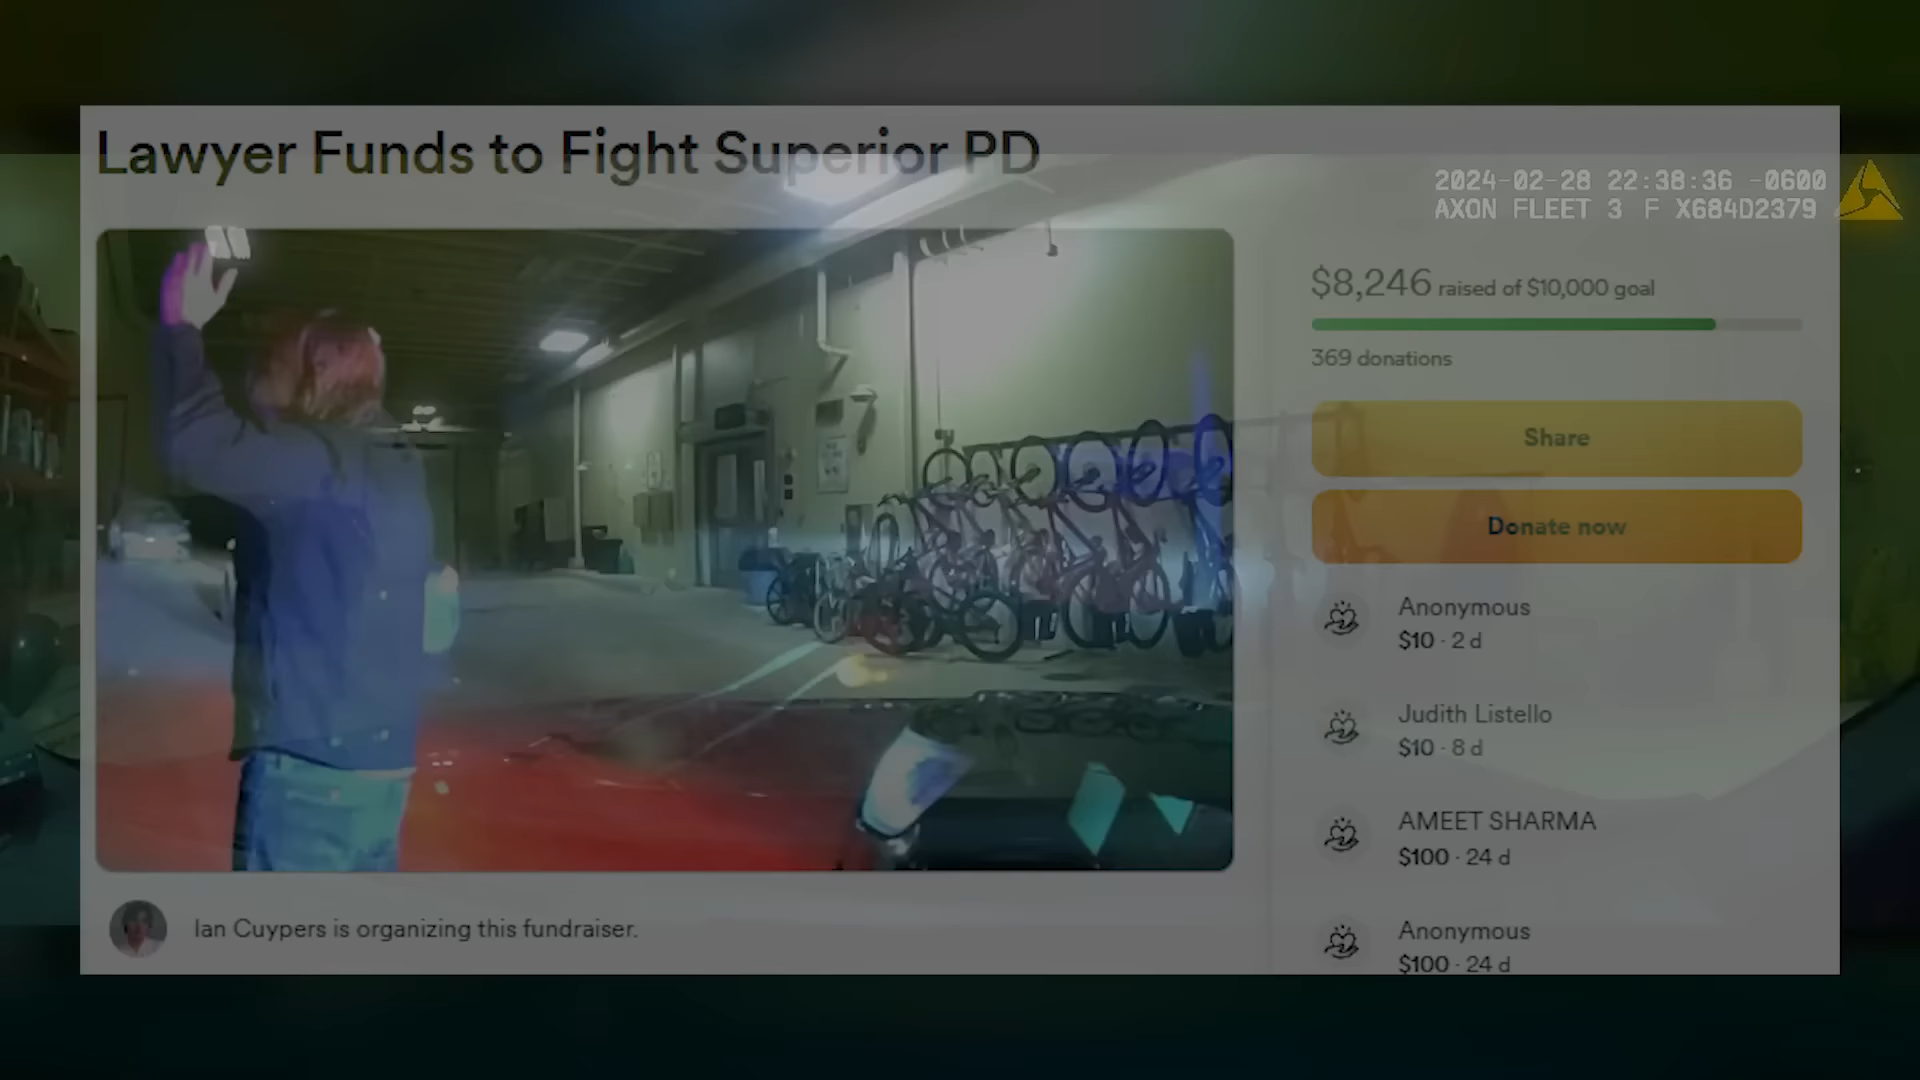 Lawyer Funds to Fight Superior PD
2024-02-28 22:38:36 -0600
AXON FLEET 3 F X684D2379
$8,246 raised of $10,000 goal
369 donations
Share
Donate now
Anonymous
$10 · 2 d
Judith Listello
$10 · 8 d
AMEET SHARMA
$100 · 24 d
Anonymous
$100 · 24 d
Ian Cuypers is organizing this fundraiser.